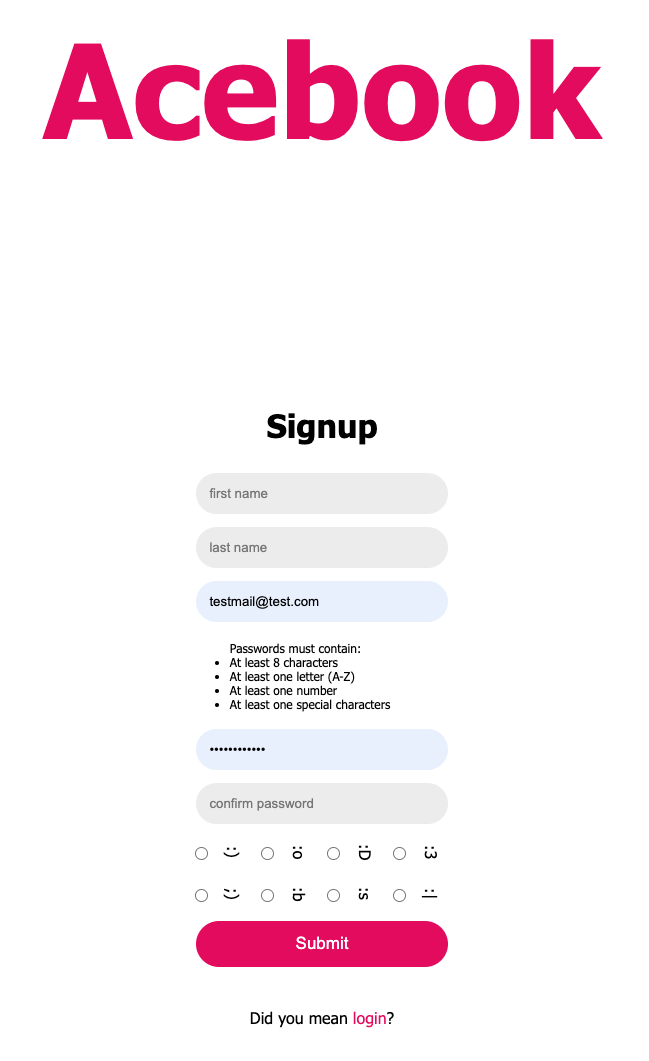 Acebook
Signup
first name
last name
testmail@test.com
Passwords must contain:
• At least 8 characters
• At least one letter (A-Z)
• At least one number
• At least one special characters
••••••••••••
confirm password
:) :o :D :3
;) :b :s :|
Submit
Did you mean login?